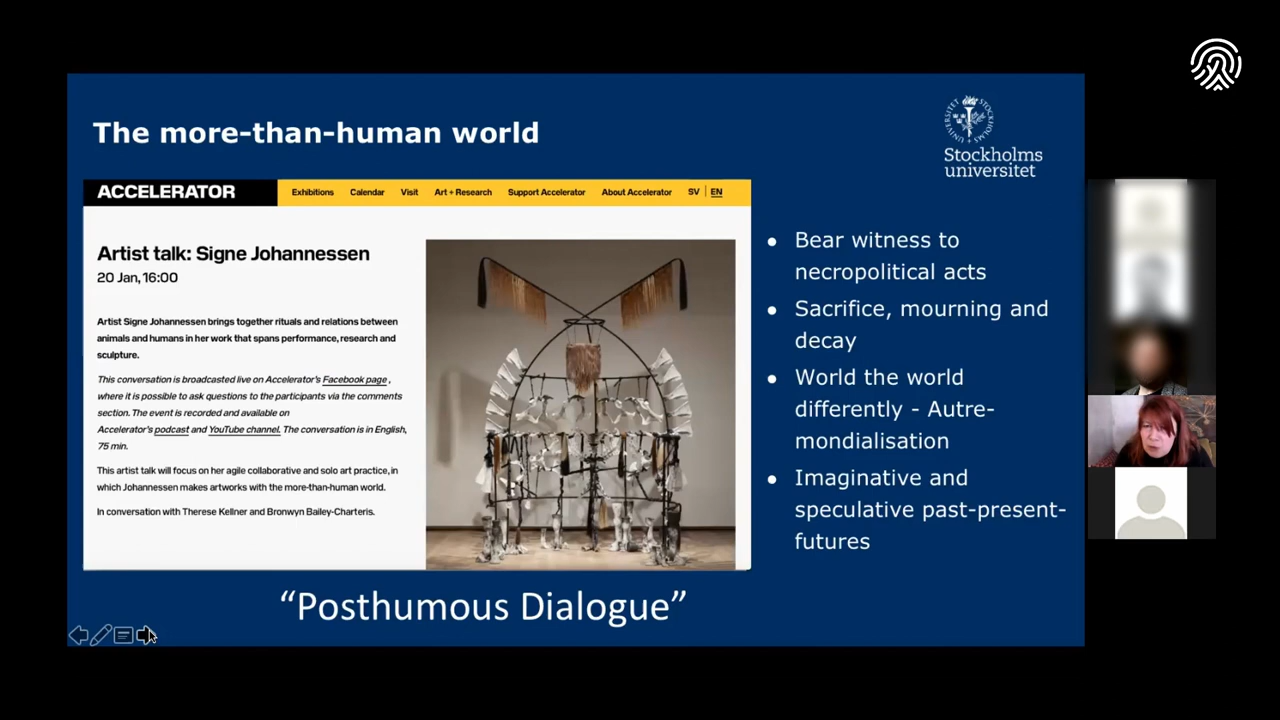 The more-than-human world
UNIVERSITET STOCKHOLMS
Stockholms
universitet
ACCELERATOR
Exhibitions Calendar Visit Art + Research Support Accelerator About Accelerator SV | EN
Artist talk: Signe Johannessen
20 Jan, 16:00
Artist Signe Johannessen brings together rituals and relations between
animals and humans in her work that spans performance, research and
sculpture.
This conversation is broadcasted live on Accelerator's Facebook page ,
where it is possible to ask questions to the participants via the comments
section. The event is recorded and available on
Accelerator's podcast and YouTube channel. The conversation is in English,
75 min.
This artist talk will focus on her agile collaborative and solo art practice, in
which Johannessen makes artworks with the more-than-human world.
In conversation with Therese Kellner and Bronwyn Bailey-Charteris.
• Bear witness to
necropolitical acts
• Sacrifice, mourning and
decay
• World the world
differently - Autre-
mondialisation
• Imaginative and
speculative past-present-
futures
“Posthumous Dialogue”